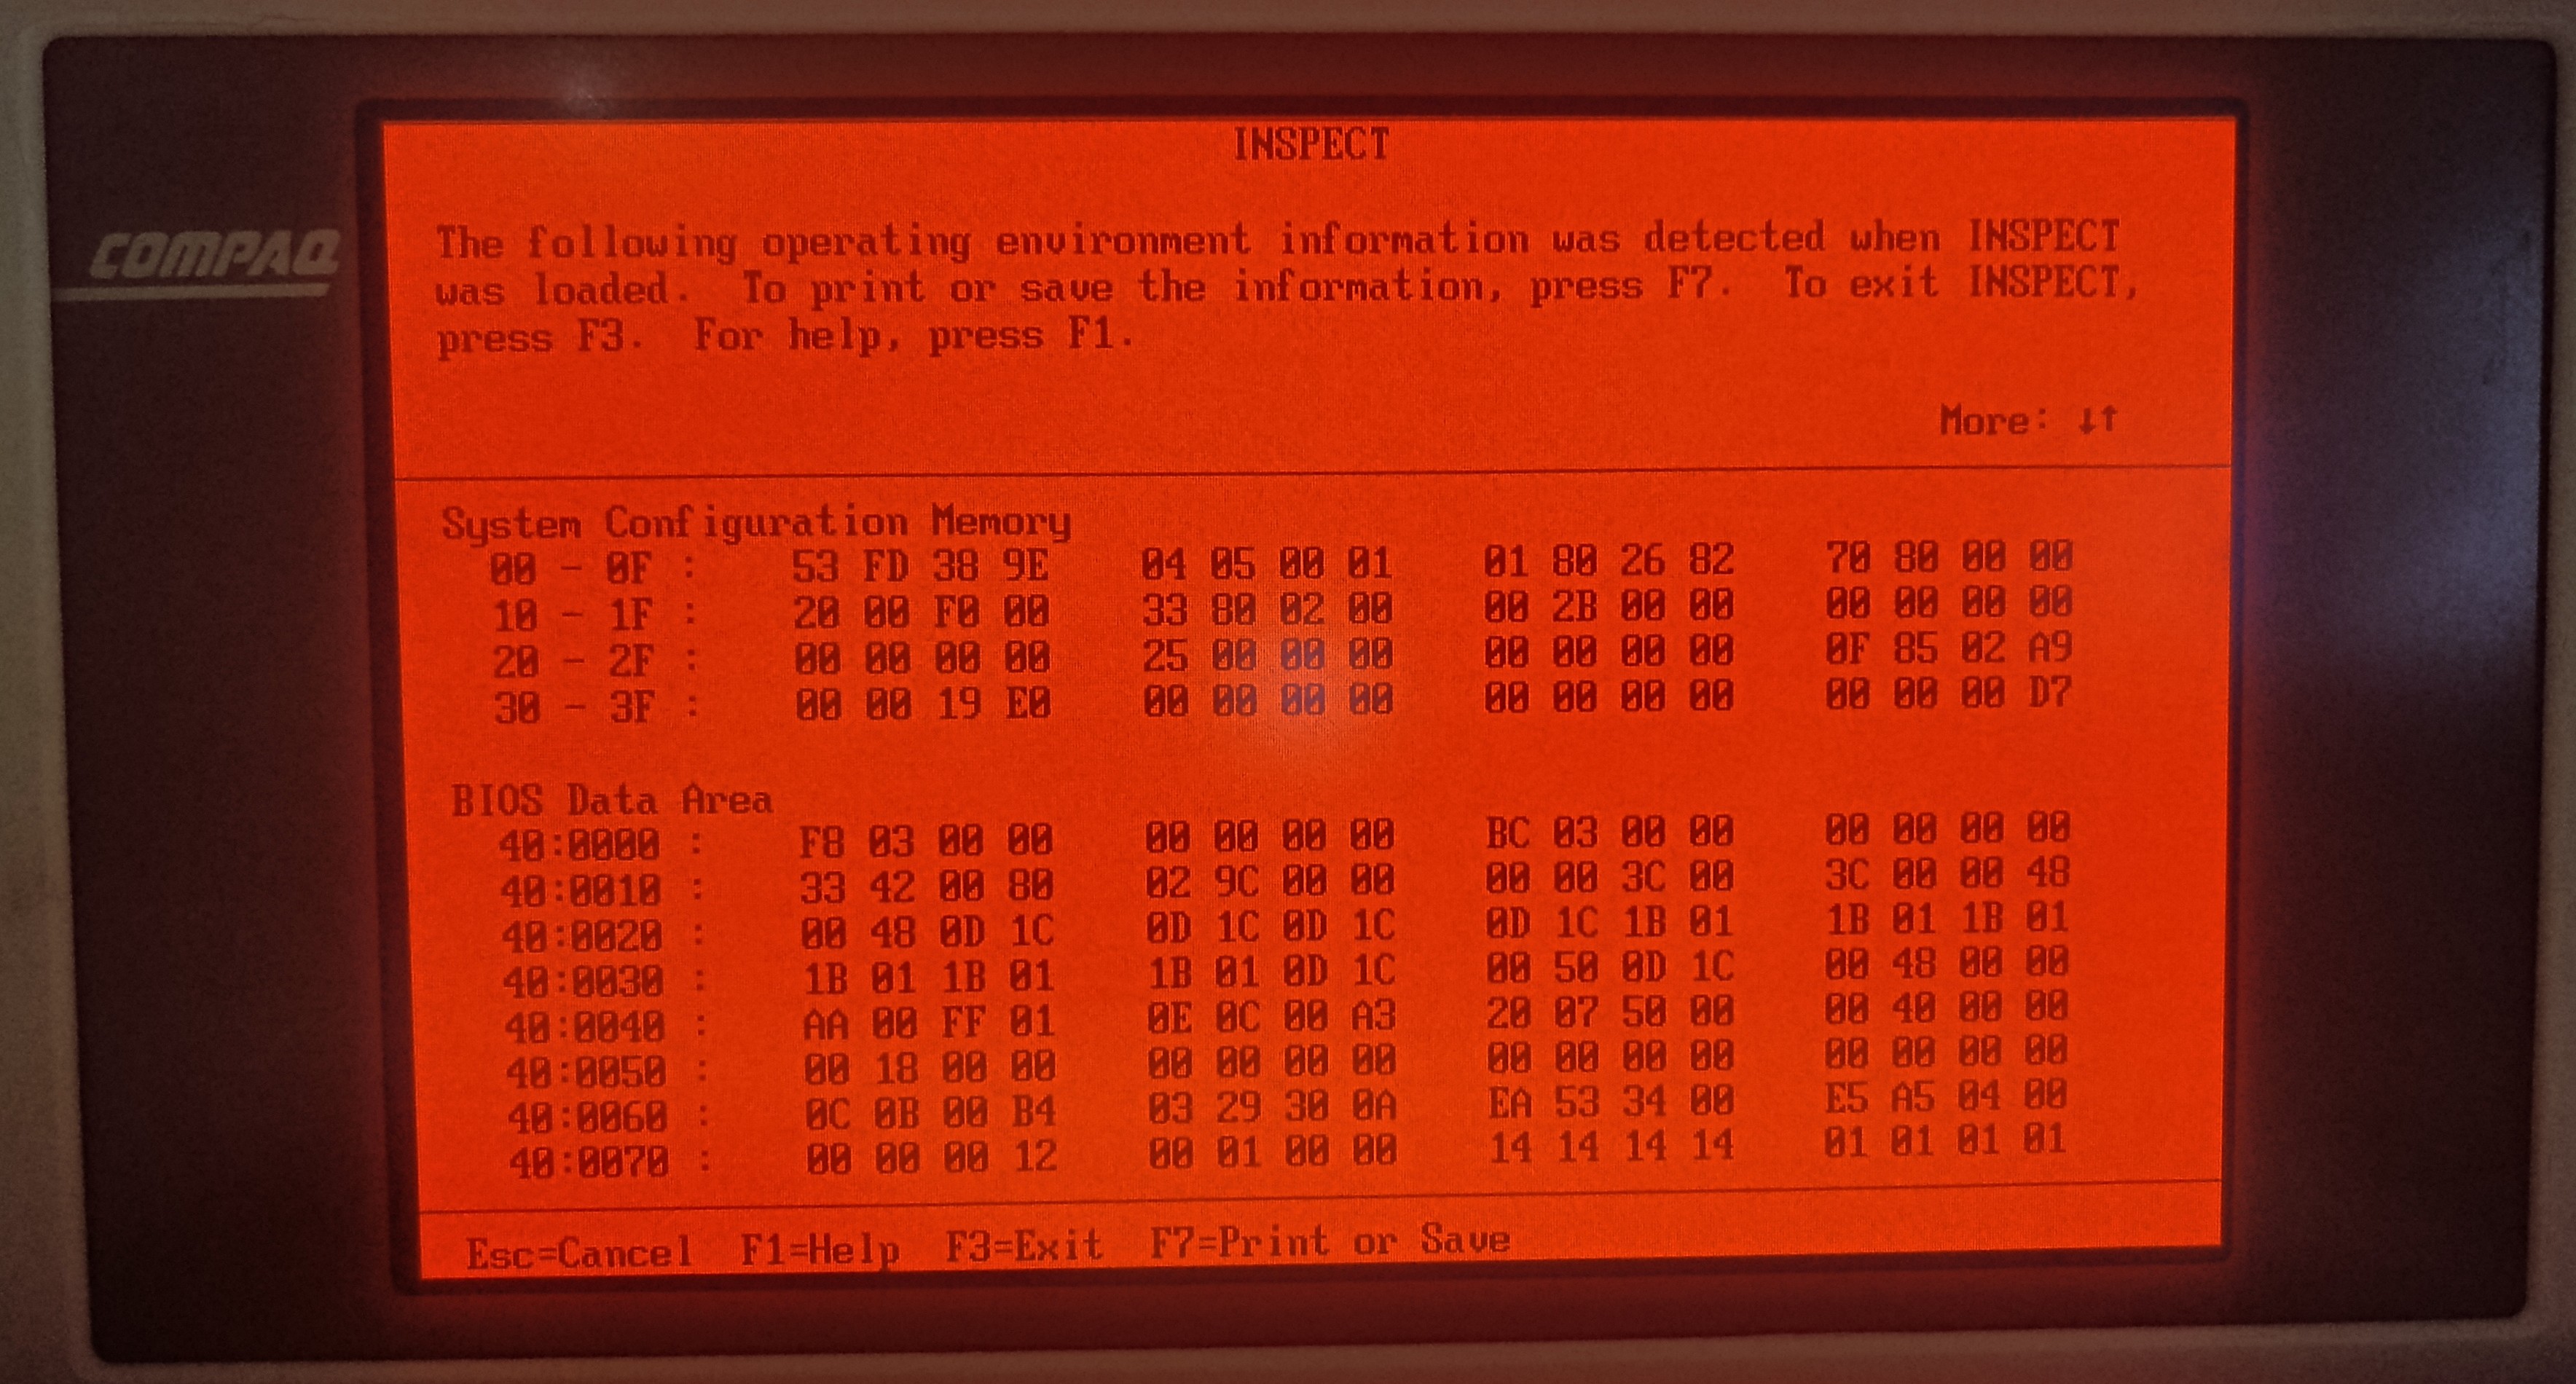 INSPECT
COMPAQ
The following operating environment information was detected when INSPECT
was loaded. To print or save the information, press F7. To exit INSPECT,
press F3. For help, press F1.
More: ↓↑
System Configuration Memory
00 - 0F : 53 FD 38 9E 04 05 00 01 01 80 26 82 70 80 00 00
10 - 1F : 20 00 F0 00 33 80 02 00 00 2B 00 00 00 00 00 00
20 - 2F : 00 00 00 00 25 00 00 00 00 00 00 00 0F 85 02 A9
30 - 3F : 00 00 19 E0 00 00 00 00 00 00 00 00 00 00 00 D7
BIOS Data Area
40:0000 : F8 03 00 00 00 00 00 00 BC 03 00 00 00 00 00 00
40:0010 : 33 42 00 80 02 9C 00 00 00 00 3C 00 3C 00 00 48
40:0020 : 00 48 0D 1C 0D 1C 0D 1C 0D 1C 1B 01 1B 01 1B 01
40:0030 : 1B 01 1B 01 1B 01 0D 1C 00 50 0D 1C 00 48 00 00
40:0040 : AA 00 FF 01 0E 0C 00 A3 20 07 50 00 00 40 00 00
40:0050 : 00 18 00 00 00 00 00 00 00 00 00 00 00 00 00 00
40:0060 : 0C 0B 00 B4 03 29 30 0A EA 53 34 00 E5 A5 04 00
40:0070 : 00 00 00 12 00 01 00 00 14 14 14 14 01 01 01 01
Esc=Cancel F1=Help F3=Exit F7=Print or Save